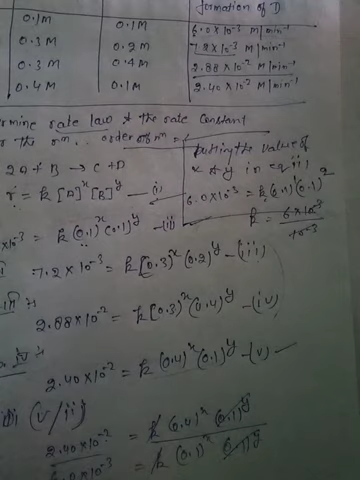 formation of D
0.1M 0.1M 6.0×10⁻³ M|min⁻¹
0.3M 0.2M 7.2×10⁻³ M|min⁻¹
0.3M 0.4M 2.88×10⁻² M|min⁻¹
0.4M 0.1M 2.40×10⁻² M|min⁻¹
ermine rate law & the rate constant
r the rxn... order of rxn = ?
2A + B → C + D
r = k [A]ˣ [B]ʸ —(i)
×10⁻³ = k (0.1)ˣ (0.1)ʸ —(ii)
7.2×10⁻³ = k [0.3)ˣ (0.2)ʸ —(iii)
2.88×10⁻² = k [0.3)ˣ (0.4)ʸ —(iv)
2.40×10⁻² = k (0.4)ˣ (0.1)ʸ —(v)
(v/ii)
2.40×10⁻² = k (0.4)ˣ (0.1)ʸ
6.0×10⁻³ = k (0.1)ˣ (0.1)ʸ
putting the value of
x & y in eq ii)
6.0×10⁻³ = k (0.1)¹ (0.1)²
k = 6×10⁻³
10⁻³